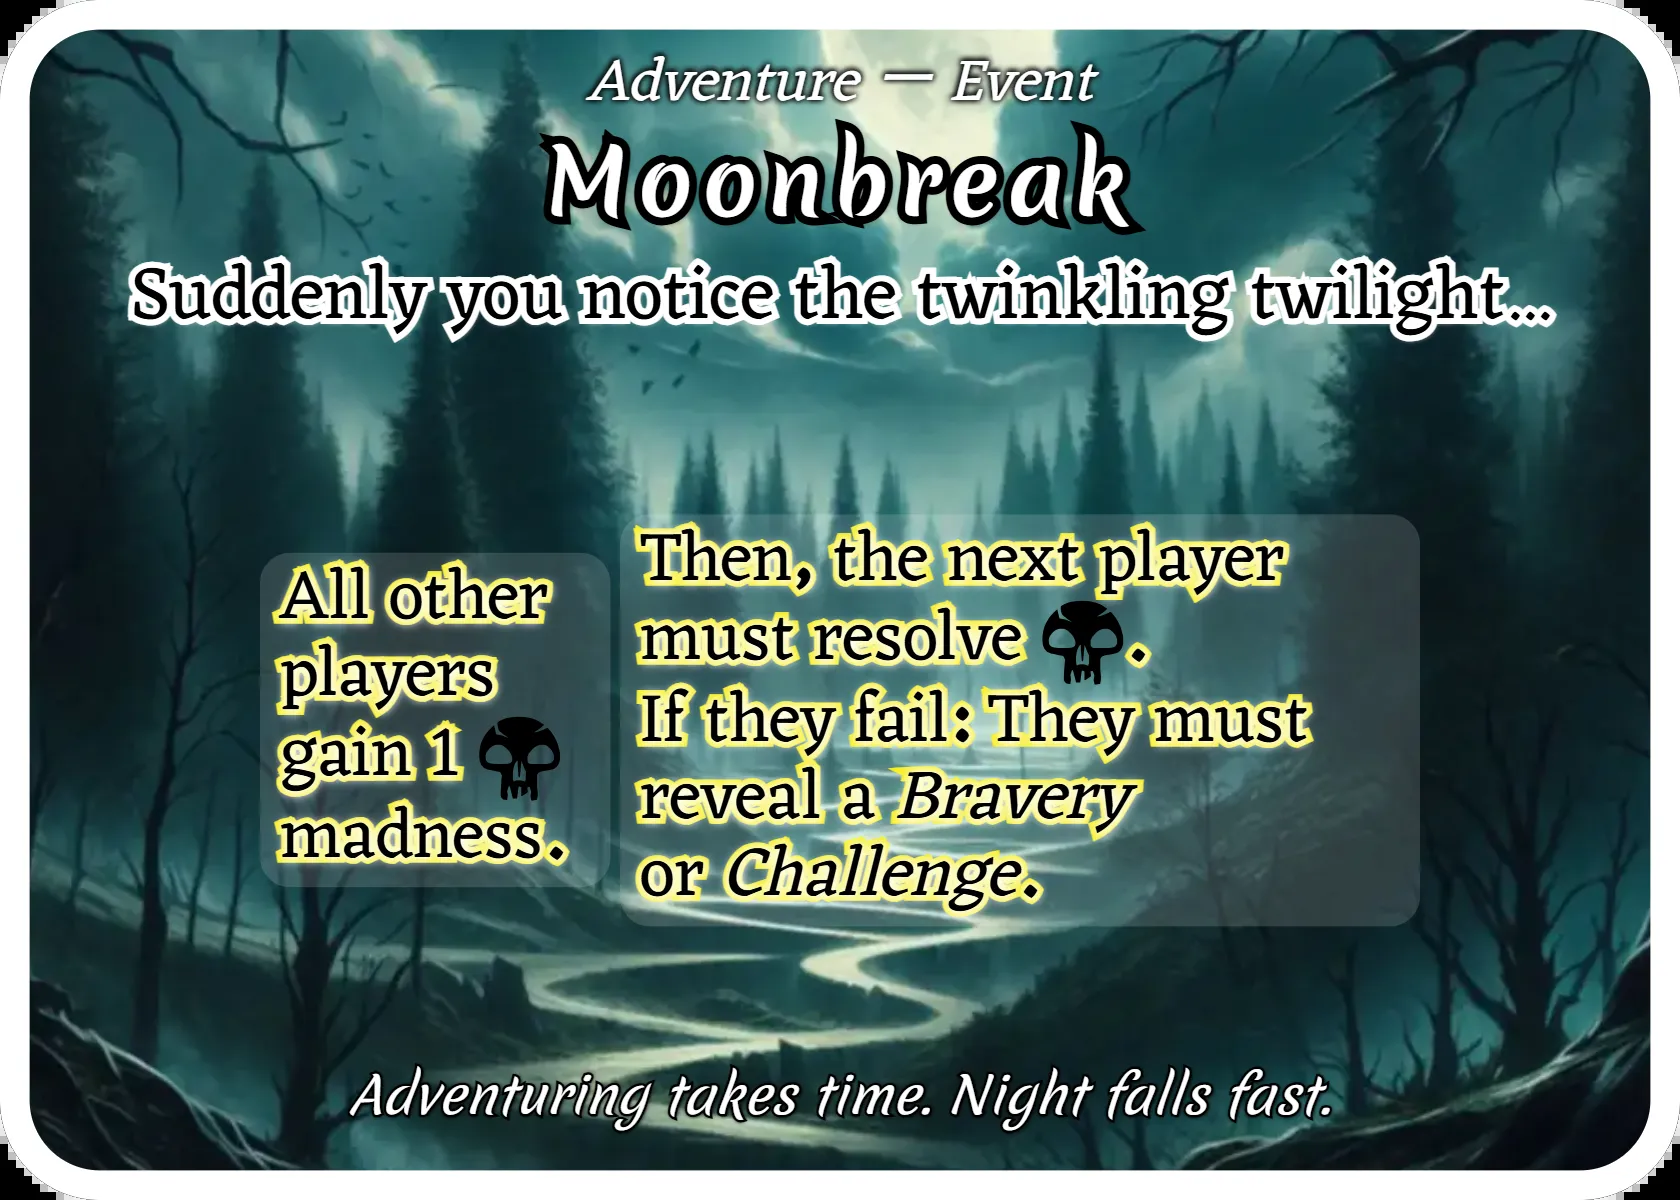 Adventure — Event
Moonbreak
Suddenly you notice the twinkling twilight...
All other
players
gain 1
madness.
Then, the next player
must resolve .
If they fail: They must
reveal a Bravery
or Challenge.
Adventuring takes time. Night falls fast.